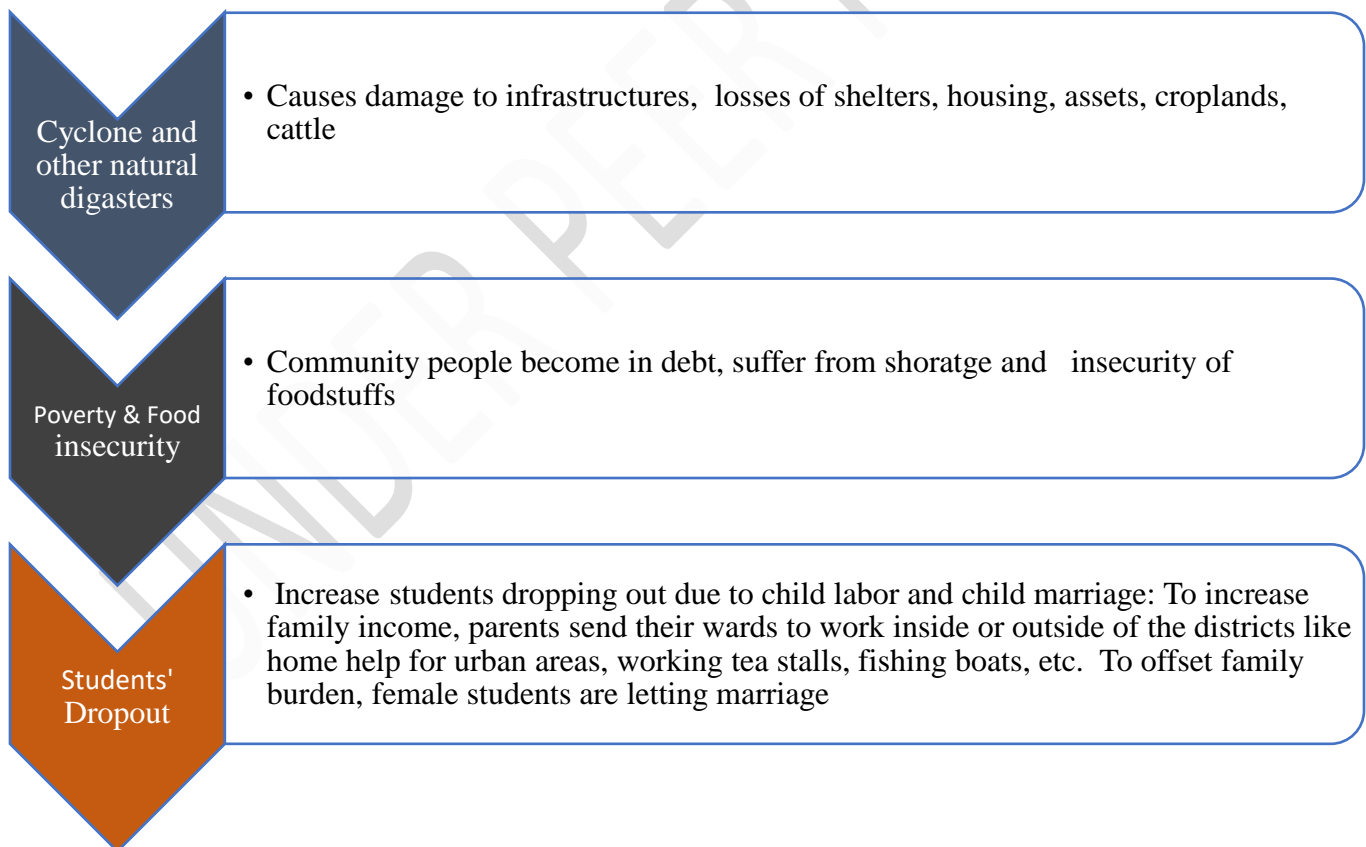 Cyclone and
other natural
digasters
• Causes damage to infrastructures, losses of shelters, housing, assets, croplands,
cattle
Poverty & Food
insecurity
• Community people become in debt, suffer from shoratge and insecurity of
foodstuffs
Students'
Dropout
• Increase students dropping out due to child labor and child marriage: To increase
family income, parents send their wards to work inside or outside of the districts like
home help for urban areas, working tea stalls, fishing boats, etc. To offset family
burden, female students are letting marriage
UNDER PEER